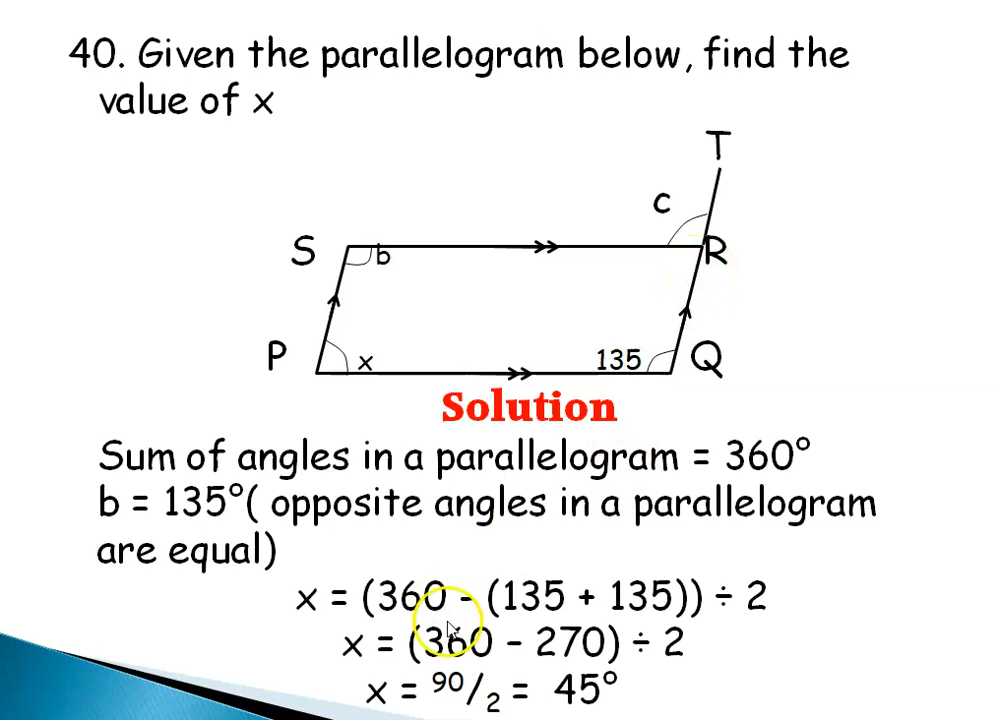 40. Given the parallelogram below, find the
value of x
T
c
S
b
R
P
x
135
Q
Solution
Sum of angles in a parallelogram = 360°
b = 135°( opposite angles in a parallelogram
are equal)
x = (360 - (135 + 135)) ÷ 2
x = (360 - 270) ÷ 2
x = 90/2 = 45°